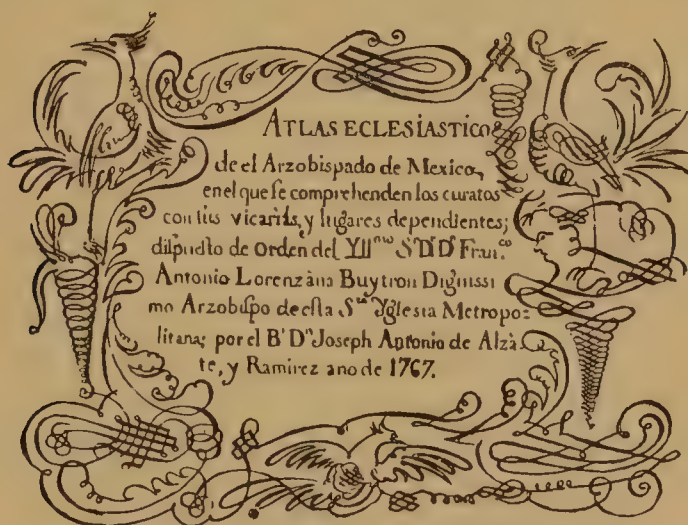 ATLAS ECLESIASTICO
de el Arzobispado de Mexico,
en el que se comprehenden los curatos
con sus vicarias, y lugares dependientes;
dispuesto de Orden del Yll.mo S.r D.r D.n Fran.co
Antonio Lorenzàna Buytron Dignissi
mo Arzobispo de esta S.ta Yglesia Metropo=
litana; por el B.r D.n Joseph Antonio de Alzà-
te, y Ramirez ano de 1767.